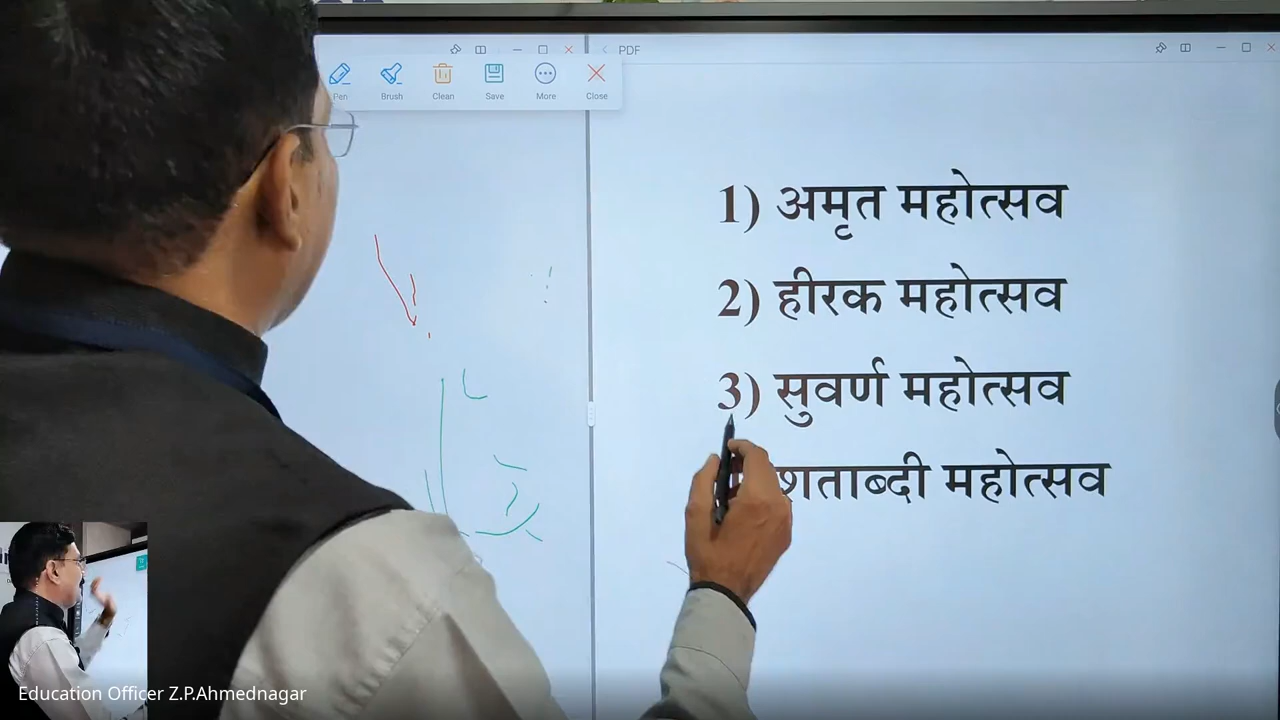 PDF
Pen Brush Clean Save More Close
1) अमृत महोत्सव
2) हीरक महोत्सव
3) सुवर्ण महोत्सव
शताब्दी महोत्सव
Education Officer Z.P.Ahmednagar